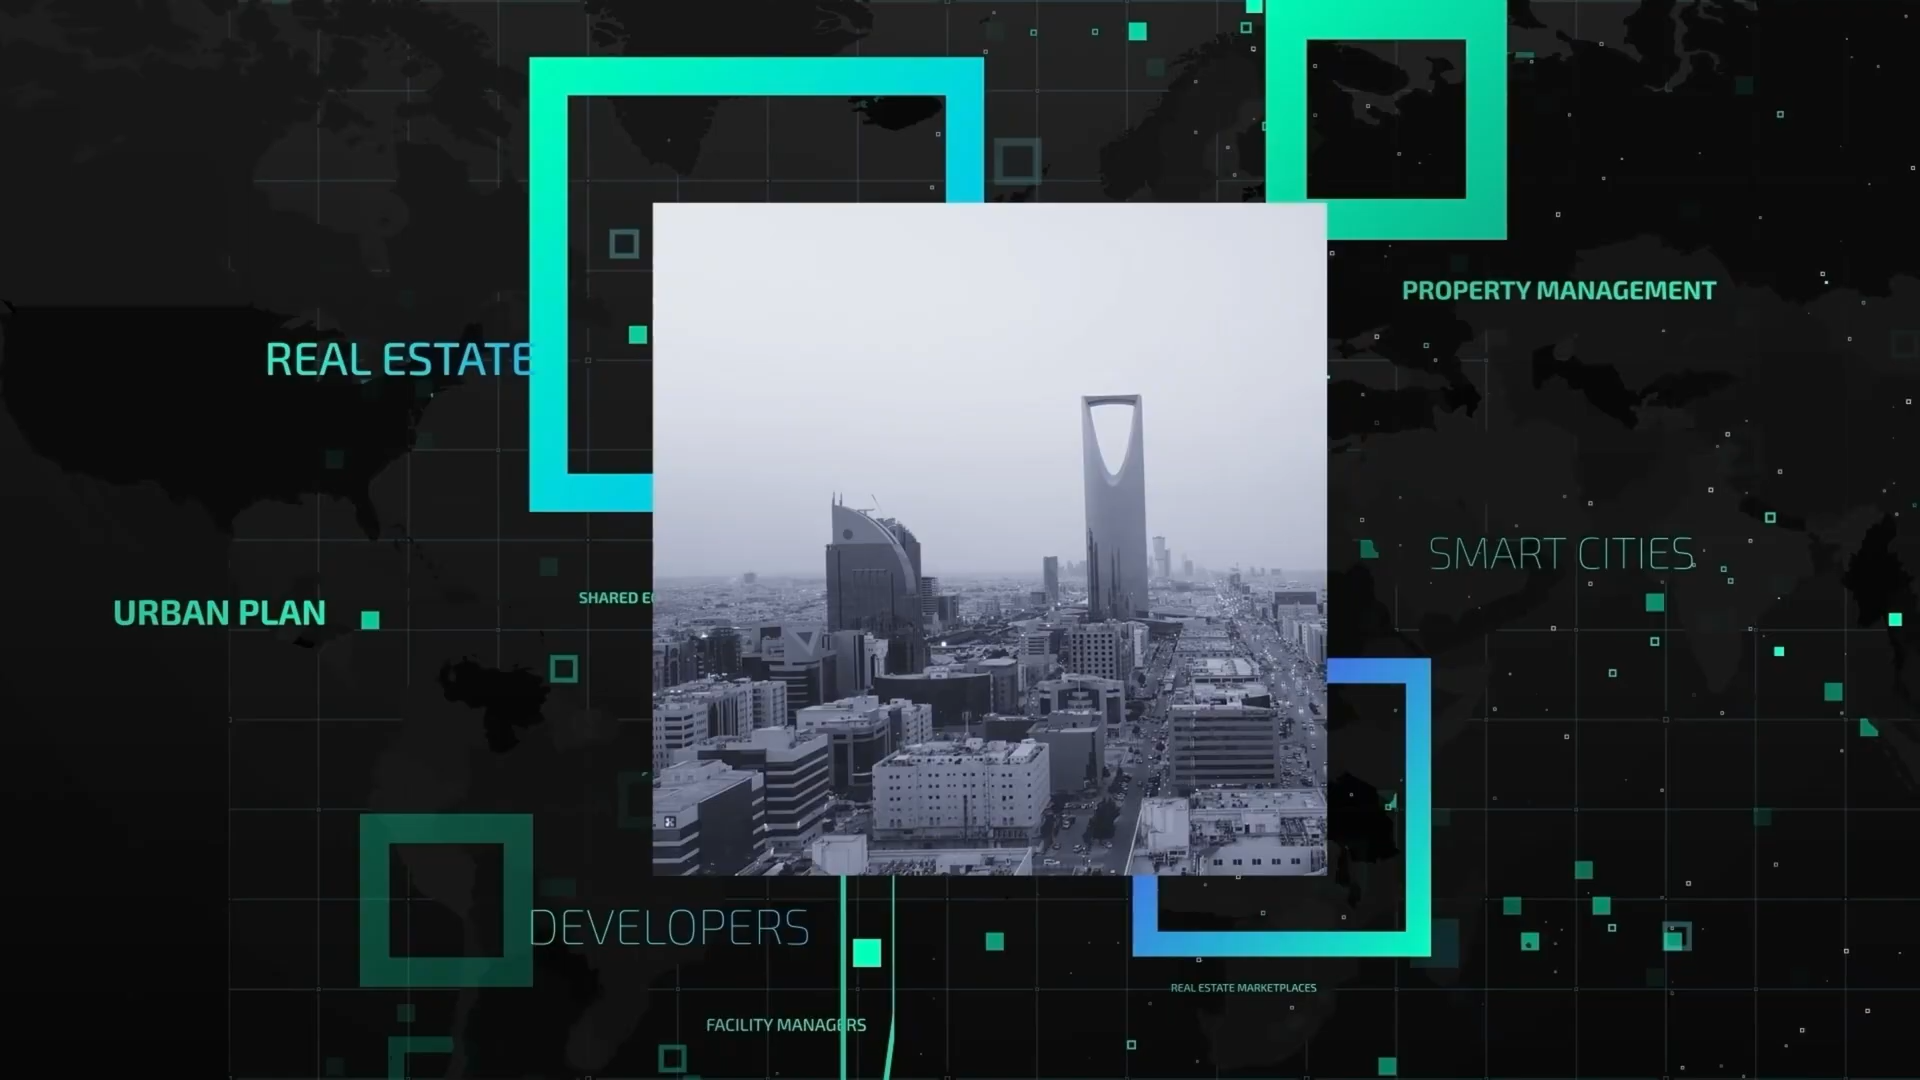 PROPERTY MANAGEMENT
REAL ESTATE
SMART CITIES
SHARED
URBAN PLAN
DEVELOPERS
REAL ESTATE MARKETPLACES
FACILITY MANAGERS